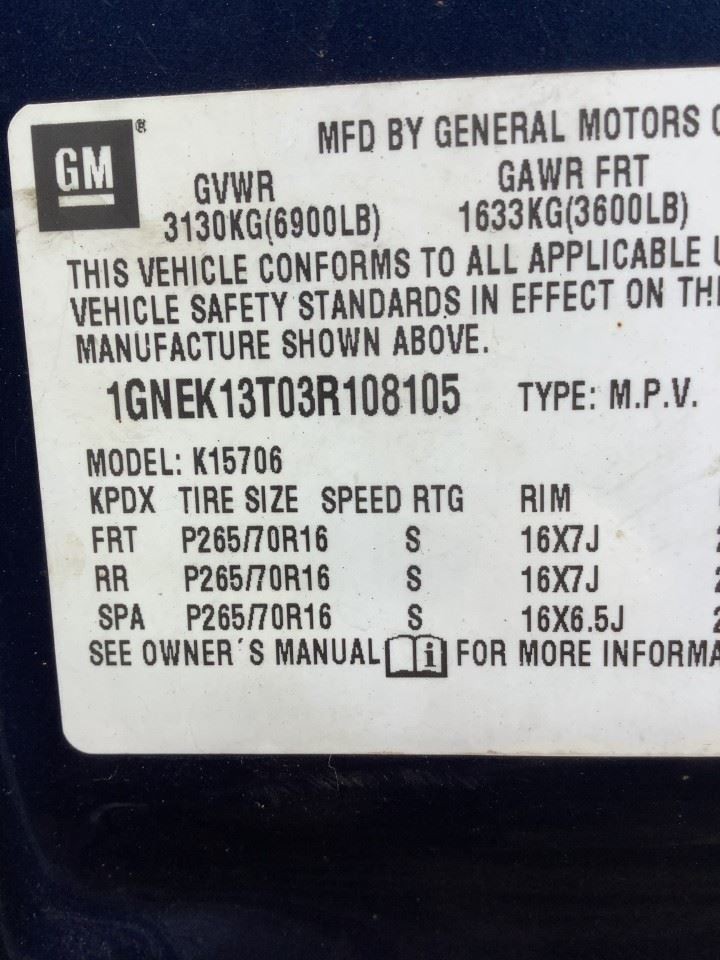 GM ® MFD BY GENERAL MOTORS
GVWR GAWR FRT
3130KG(6900LB) 1633KG(3600LB)
THIS VEHICLE CONFORMS TO ALL APPLICABLE
VEHICLE SAFETY STANDARDS IN EFFECT ON
MANUFACTURE SHOWN ABOVE.
1GNEK13T03R108105 TYPE: M.P.V.
MODEL: K15706
KPDX TIRE SIZE SPEED RTG RIM
FRT P265/70R16 S 16X7J
RR P265/70R16 S 16X7J
SPA P265/70R16 S 16X6.5J
SEE OWNER´S MANUAL i FOR MORE INFORMA